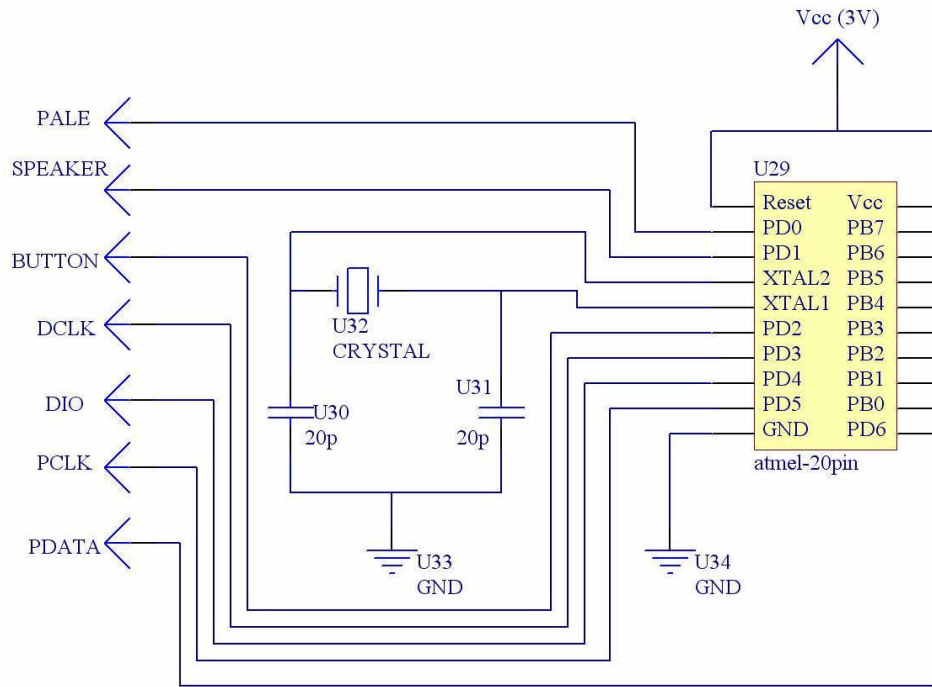 Vcc (3V)
PALE
SPEAKER
BUTTON
DCLK
DIO
PCLK
PDATA
U32
CRYSTAL
U30
20p
U31
20p
U33
GND
U34
GND
U29
Reset Vcc
PD0 PB7
PD1 PB6
XTAL2 PB5
XTAL1 PB4
PD2 PB3
PD3 PB2
PD4 PB1
PD5 PB0
GND PD6
atmel-20pin